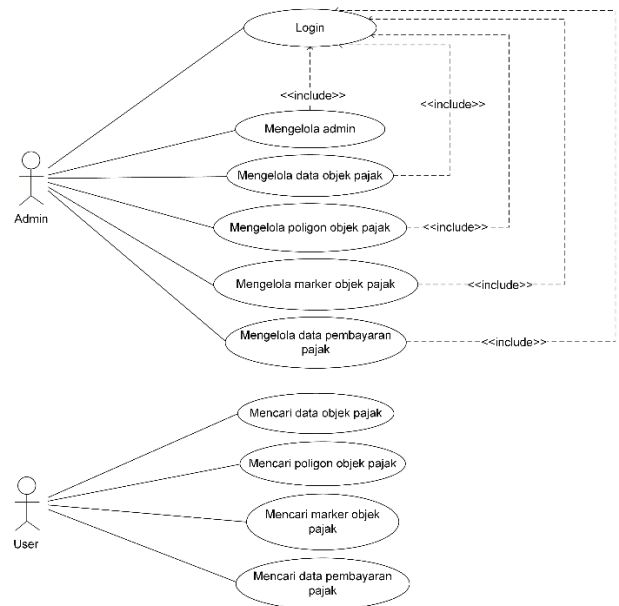 Login
<<include>>
<<include>>
Mengelola admin
Mengelola data objek pajak
Admin
Mengelola poligon objek pajak
<<include>>
Mengelola marker objek pajak
<<include>>
Mengelola data pembayaran
pajak
<<include>>
Mencari data objek pajak
Mencari poligon objek pajak
Mencari marker objek
pajak
User
Mencari data pembayaran
pajak